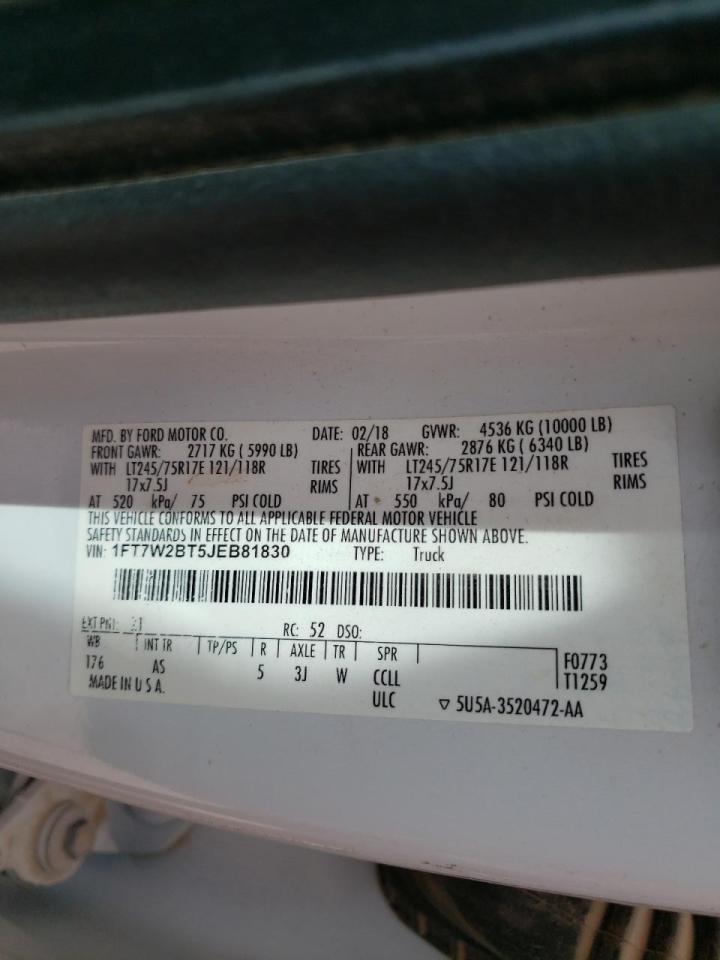 MFD. BY FORD MOTOR CO. DATE: 02/18 GVWR: 4536 KG (10000 LB)
FRONT GAWR: 2717 KG ( 5990 LB) REAR GAWR: 2876 KG ( 6340 LB)
WITH LT245/75R17E 121/118R TIRES WITH LT245/75R17E 121/118R TIRES
17x7.5J RIMS 17x7.5J RIMS
AT 520 kPa/ 75 PSI COLD AT 550 kPa/ 80 PSI COLD
THIS VEHICLE CONFORMS TO ALL APPLICABLE FEDERAL MOTOR VEHICLE
SAFETY STANDARDS IN EFFECT ON THE DATE OF MANUFACTURE SHOWN ABOVE.
VIN: 1FT7W2BT5JEB81830 TYPE: Truck
EXT PNT: RC: 52 DSO:
WB INT TR TP/PS R AXLE TR SPR
176 AS 5 3J W CCLL F0773
MADE IN U.S.A. ULC T1259
5U5A-3520472-AA